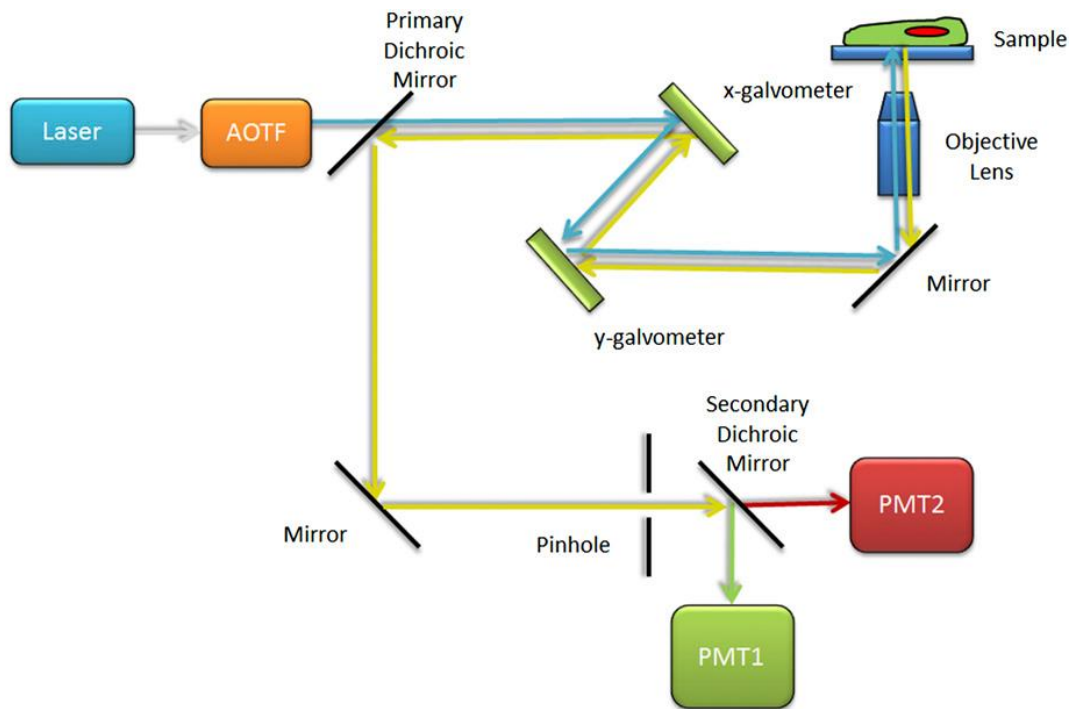 Primary
Dichroic
Mirror
Sample
x-galvometer
Laser
AOTF
Objective
Lens
Mirror
y-galvometer
Secondary
Dichroic
Mirror
PMT2
Mirror
Pinhole
PMT1